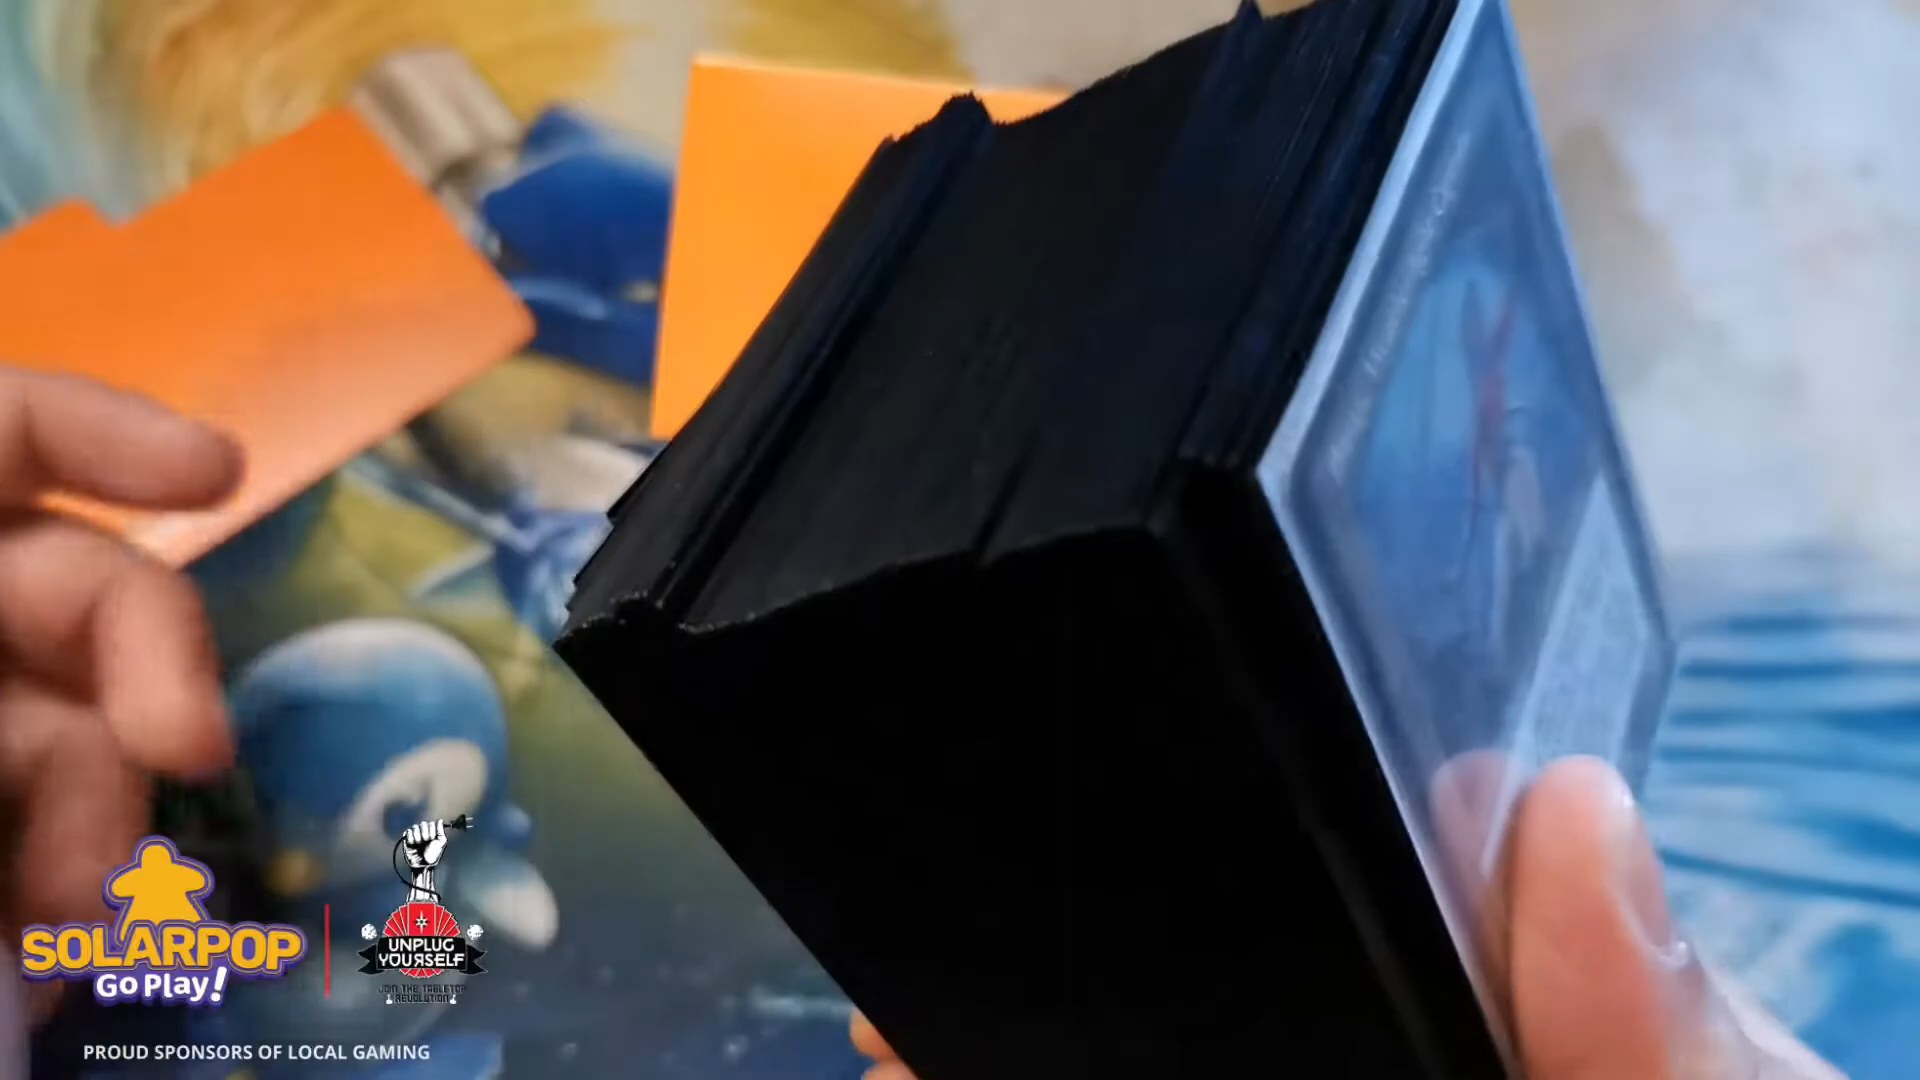 SOLARPOP
Go Play!
UNPLUG
YOURSELF
JOIN THE TABLETOP
REVOLUTION
PROUD SPONSORS OF LOCAL GAMING